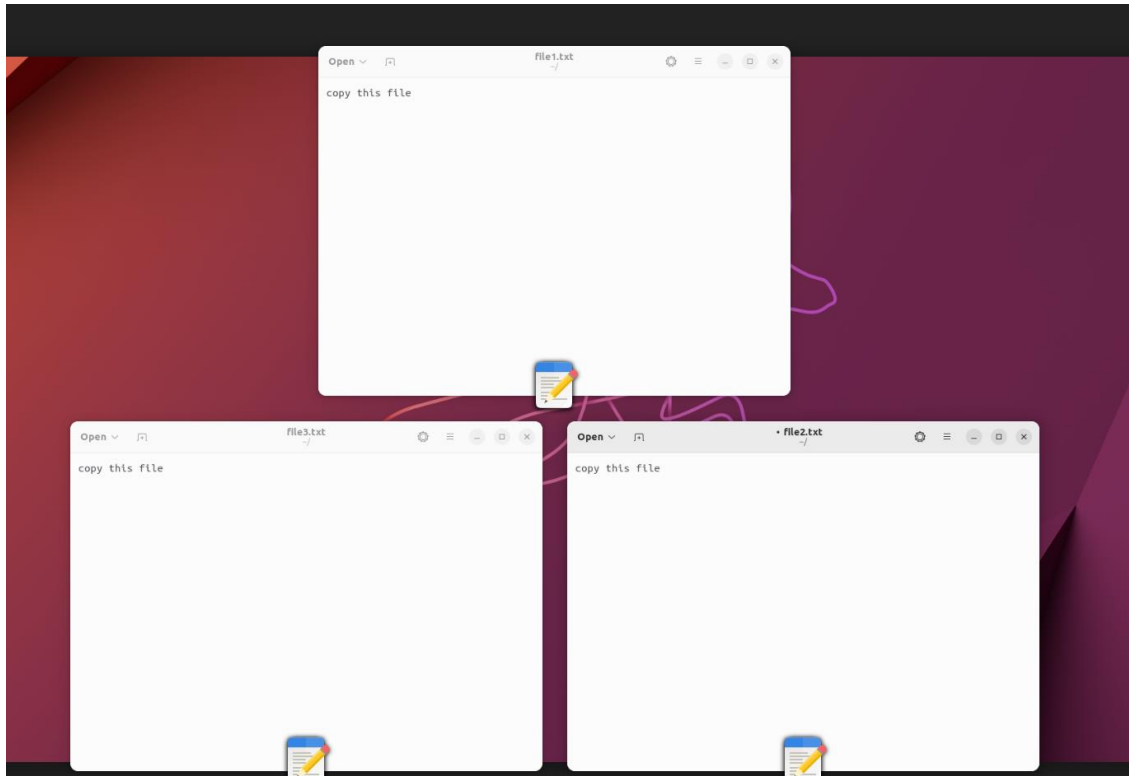 Open
file1.txt
~/
copy this file
Open
file3.txt
~/
copy this file
Open
• file2.txt
~/
copy this file